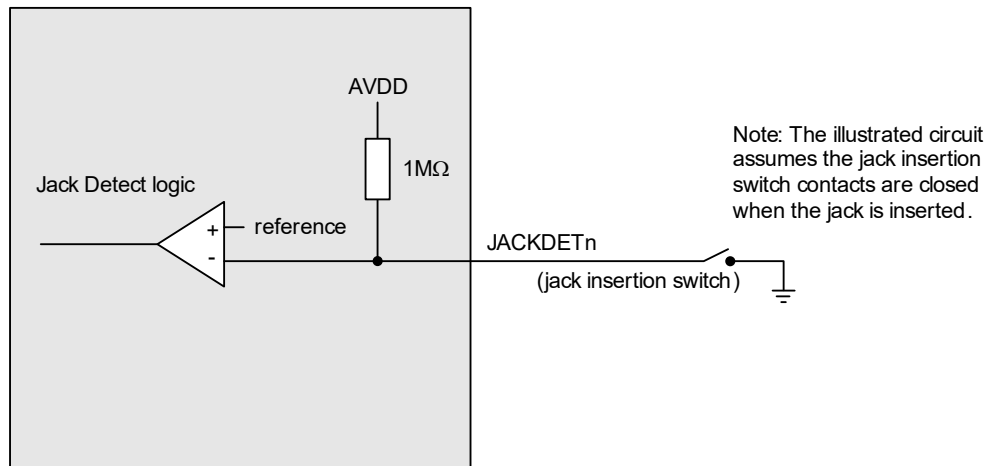 AVDD
1MΩ
Jack Detect logic
+
reference
-
JACKDETn
(jack insertion switch)
Note: The illustrated circuit
assumes the jack insertion
switch contacts are closed
when the jack is inserted.